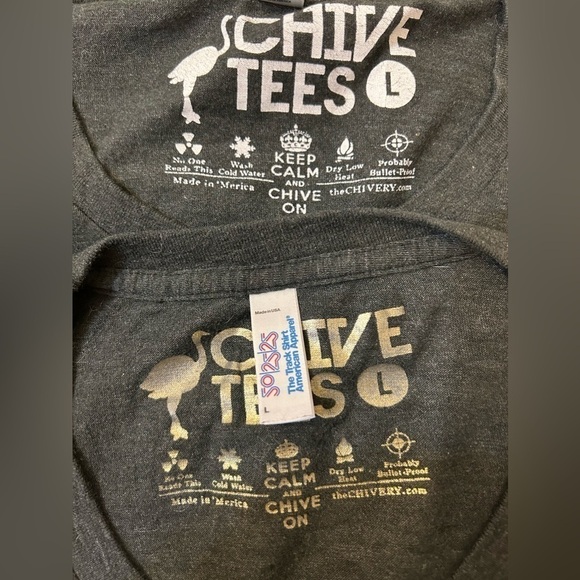 CHIVE
TEES L
No One
Reads This
Wash
Cold Water
KEEP
CALM
AND
CHIVE
ON
Dry Low
Heat
Probably
Bullet-Proof
Made in 'Merica
theCHIVERY.com
Made in USA
L
50/25/25
The Track Shirt
American Apparel®
CHIVE
TEES L
No One
Reads This
Wash
Cold Water
KEEP
CALM
AND
CHIVE
ON
Dry Low
Heat
Probably
Bullet-Proof
Made in 'Merica
theCHIVERY.com